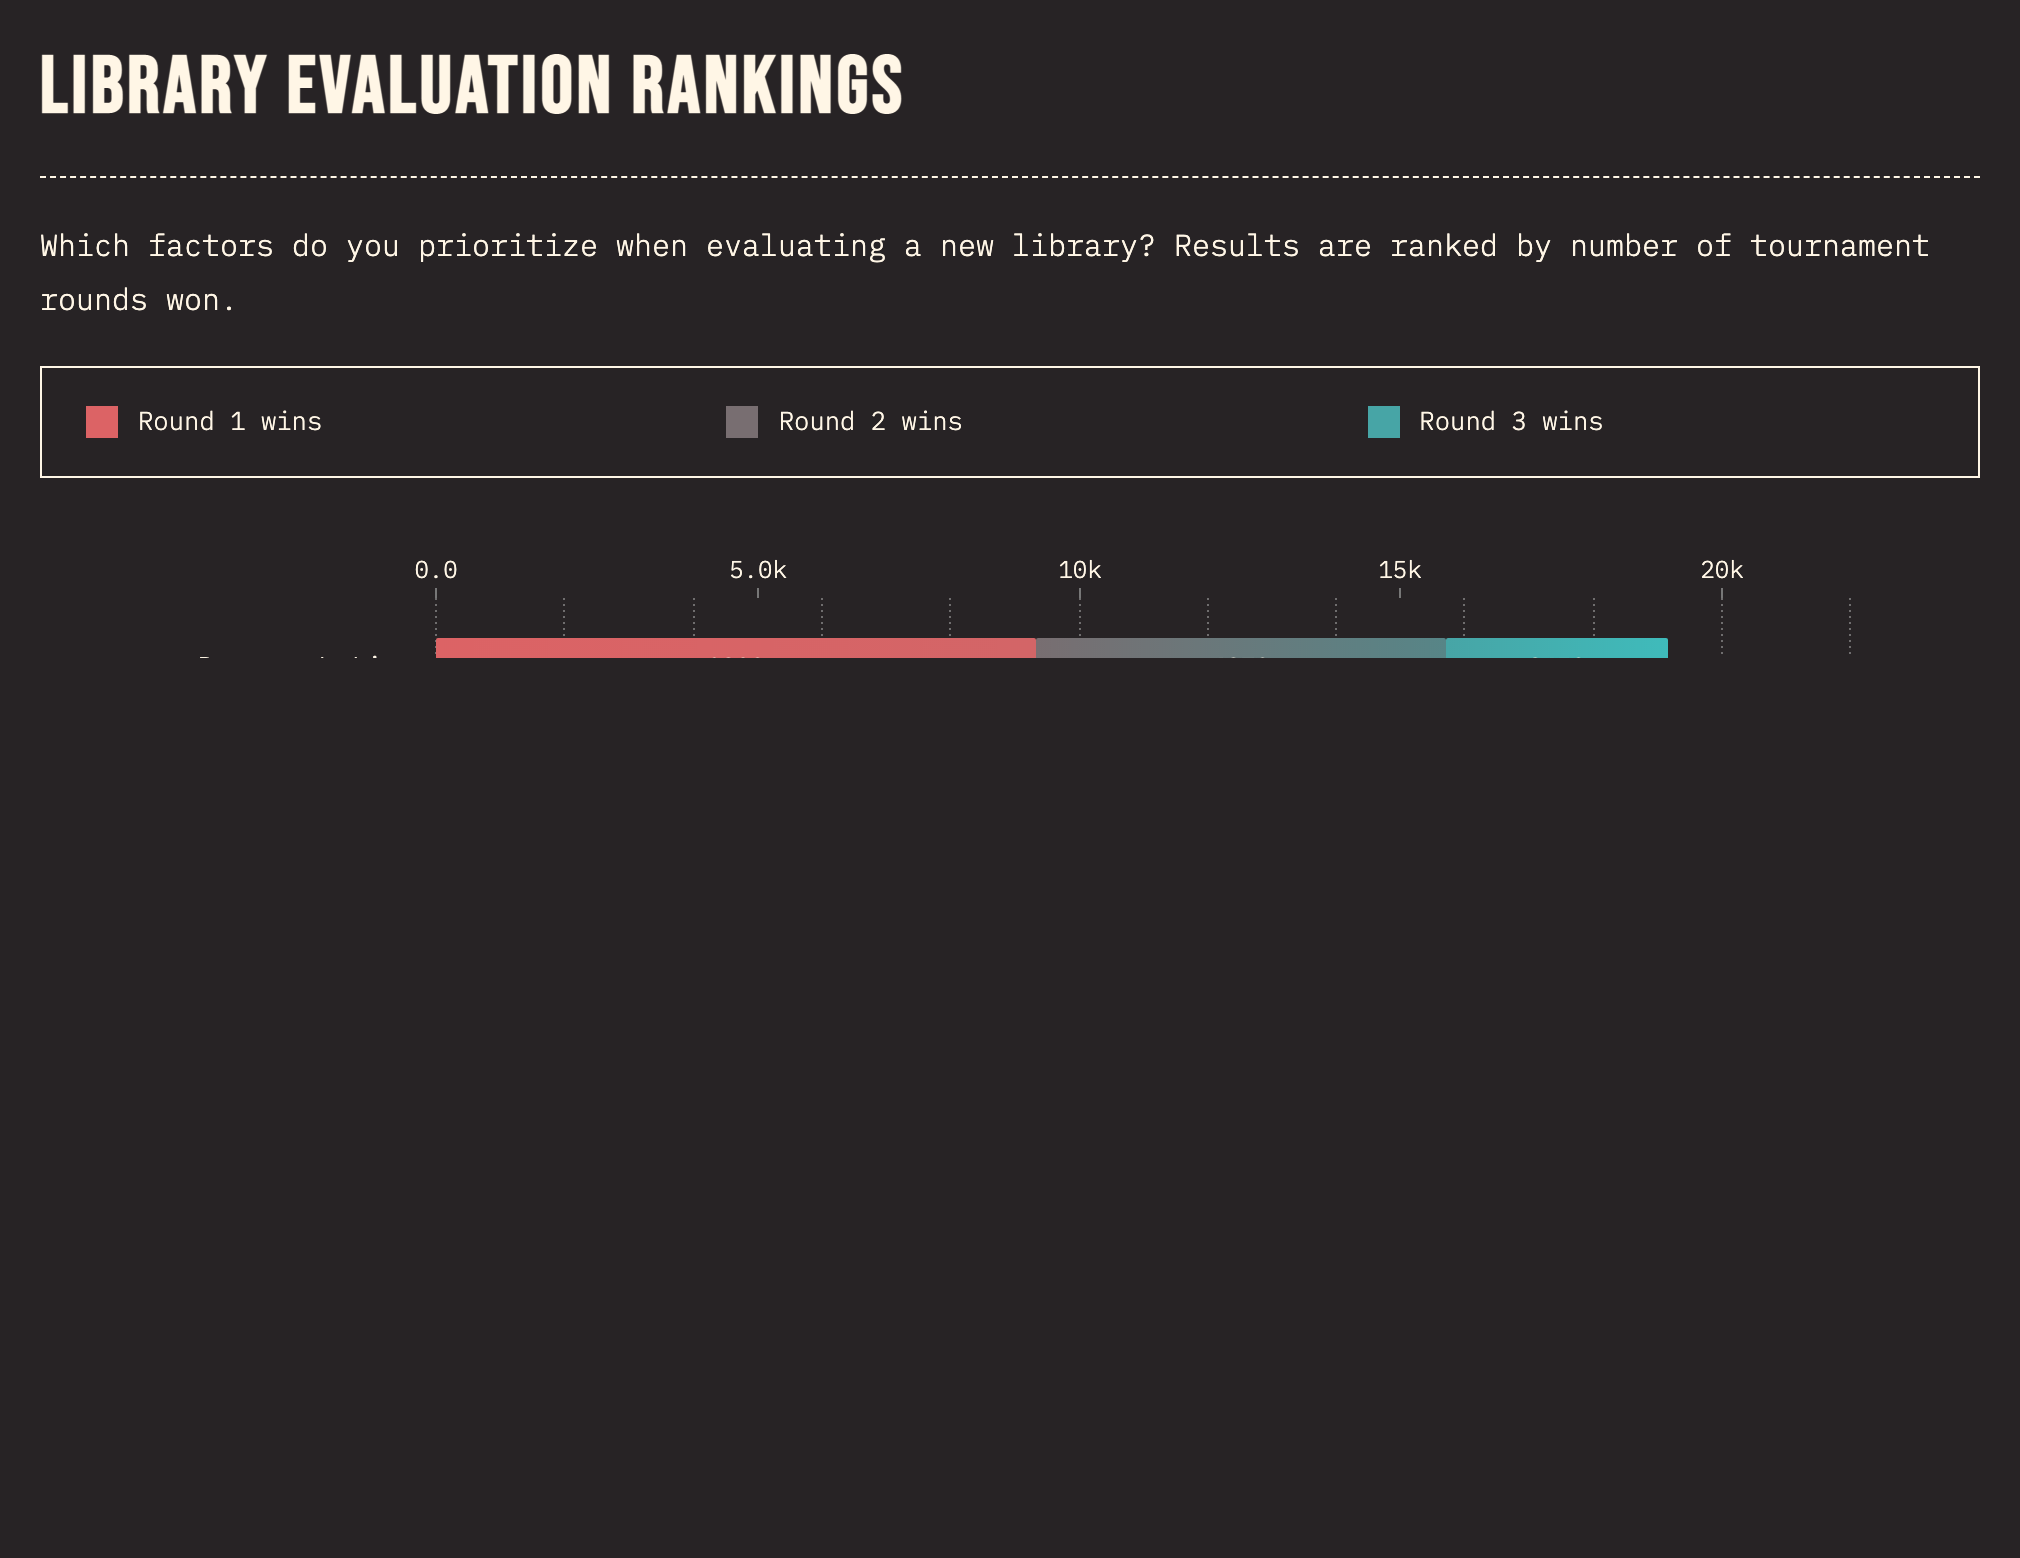 LIBRARY EVALUATION RANKINGS
Which factors do you prioritize when evaluating a new library? Results are ranked by number of tournament
rounds won.
Round 1 wins
Round 2 wins
Round 3 wins
0.0 5.0k 10k 15k 20k